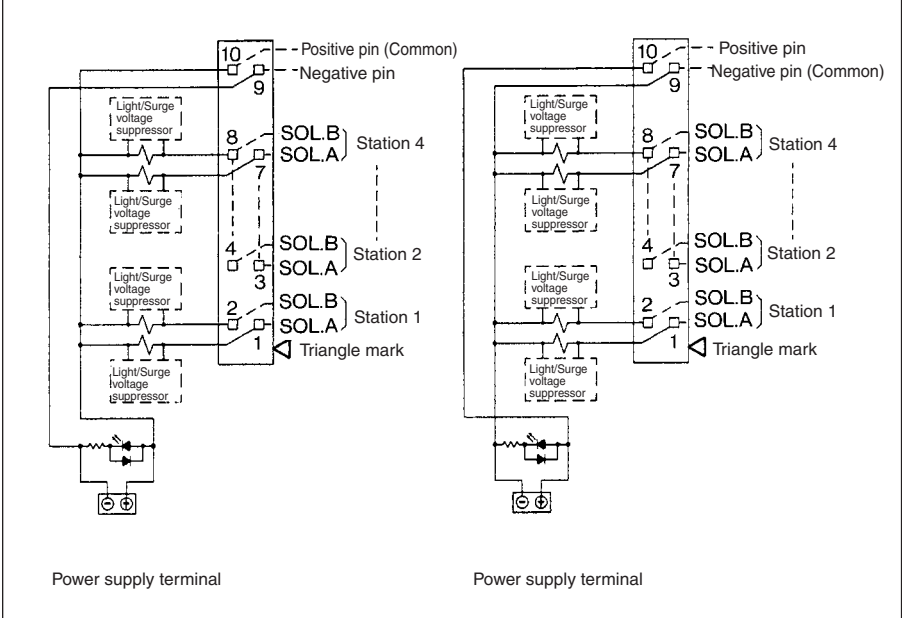 10
Positive pin (Common)
Negative pin
9
Light/Surge
voltage
suppressor
8
SOL.B
SOL.A
Station 4
7
Light/Surge
voltage
suppressor
4
SOL.B
SOL.A
Station 2
3
Light/Surge
voltage
suppressor
2
SOL.B
SOL.A
Station 1
1
Triangle mark
Light/Surge
voltage
suppressor
⊖ ⊕
Power supply terminal
10
Positive pin
Negative pin (Common)
9
Light/Surge
voltage
suppressor
8
SOL.B
SOL.A
Station 4
7
Light/Surge
voltage
suppressor
4
SOL.B
SOL.A
Station 2
3
Light/Surge
voltage
suppressor
2
SOL.B
SOL.A
Station 1
1
Triangle mark
Light/Surge
voltage
suppressor
⊖ ⊕
Power supply terminal